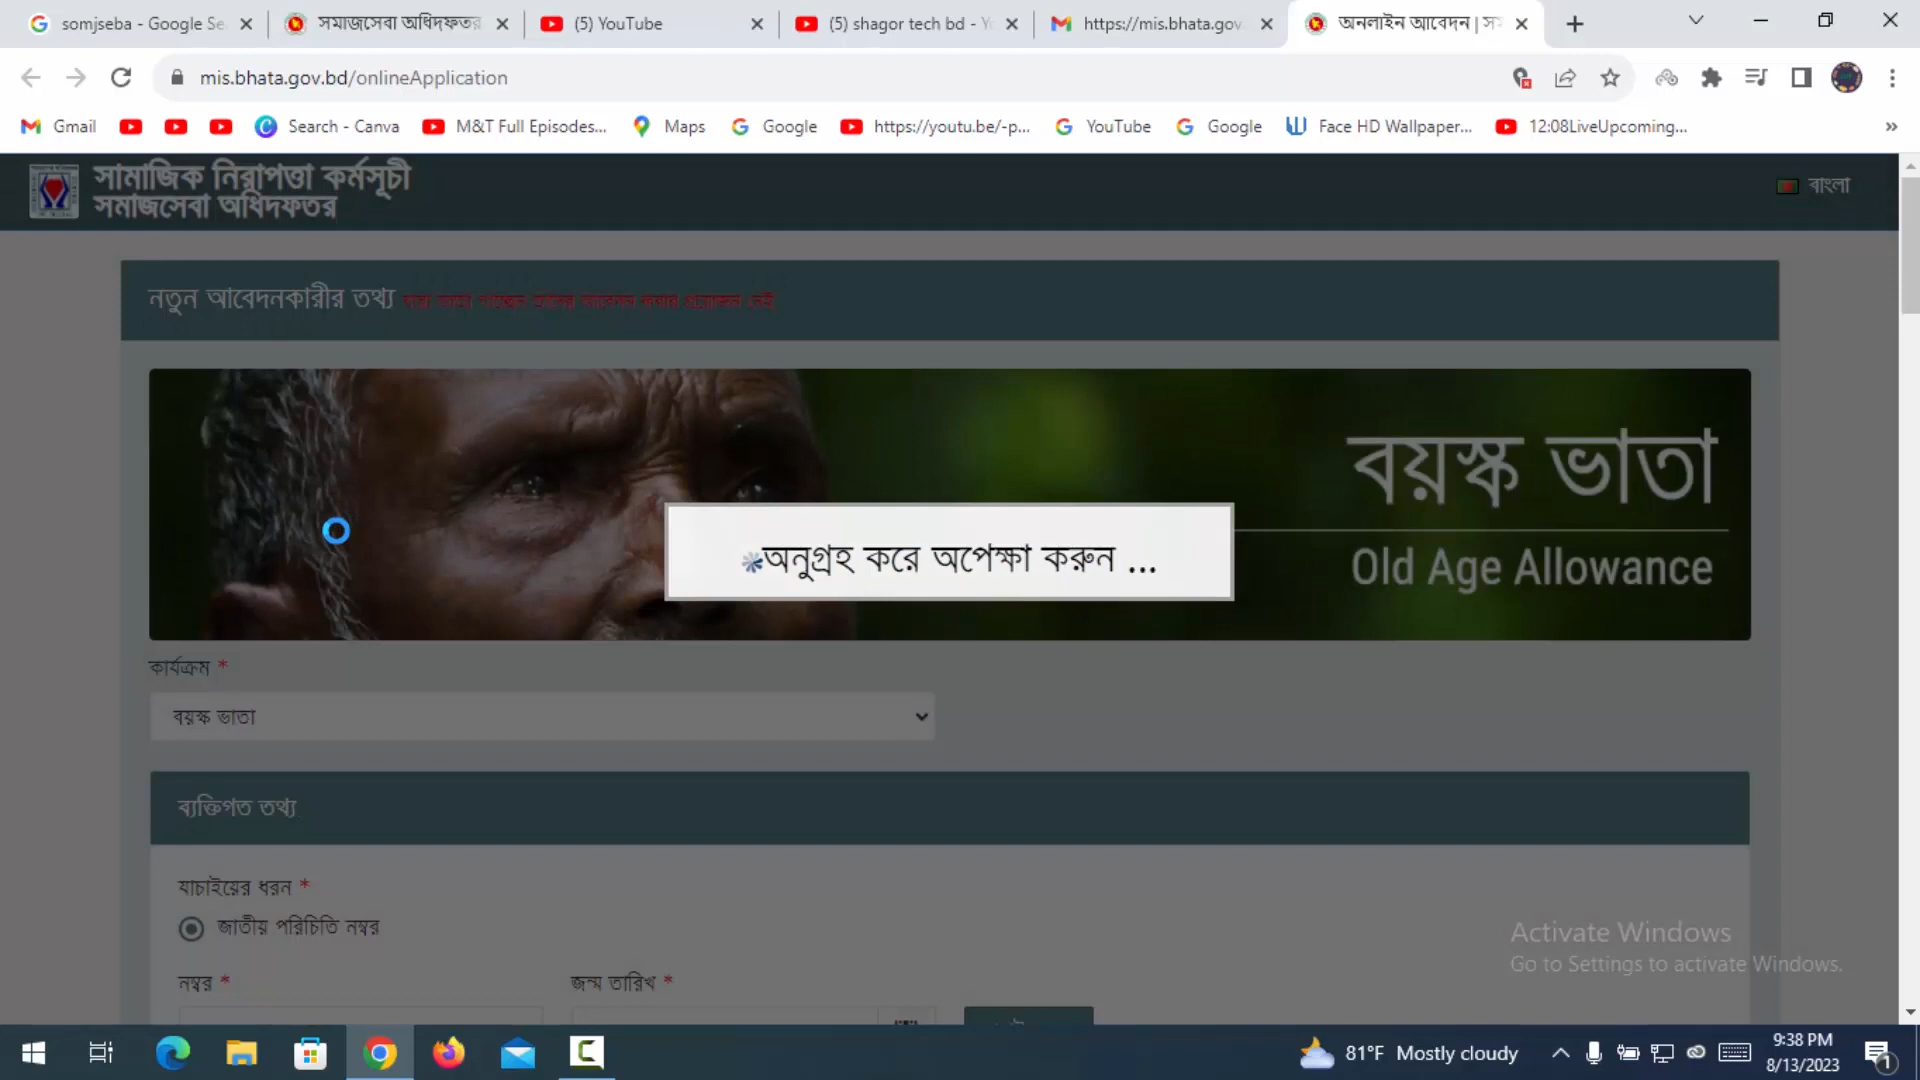 somjseba - Google Se
সমাজসেবা অধিদফতর
(5) YouTube
(5) shagor tech bd - Yo
https://mis.bhata.gov.
অনলাইন আবেদন | সম
mis.bhata.gov.bd/onlineApplication
Gmail
Search - Canva
M&T Full Episodes...
Maps
Google
https://youtu.be/-p...
YouTube
Google
Face HD Wallpaper...
12:08LiveUpcoming...
»
সামাজিক নিরাপত্তা কর্মসূচী
সমাজসেবা অধিদফতর
বাংলা
নতুন আবেদনকারীর তথ্য
বয়স্ক ভাতা
Old Age Allowance
অনুগ্রহ করে অপেক্ষা করুন ...
কার্যক্রম *
বয়স্ক ভাতা
ব্যক্তিগত তথ্য
যাচাইয়ের ধরন *
জাতীয় পরিচিতি নম্বর
নম্বর * জন্ম তারিখ *
Activate Windows
Go to Settings to activate Windows.
81°F Mostly cloudy
9:38 PM
8/13/2023
1